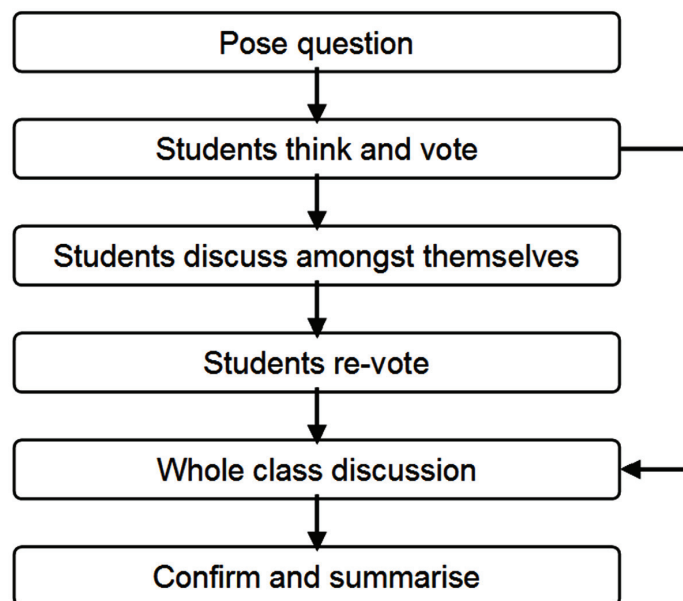 Pose question
Students think and vote
Students discuss amongst themselves
Students re-vote
Whole class discussion
Confirm and summarise